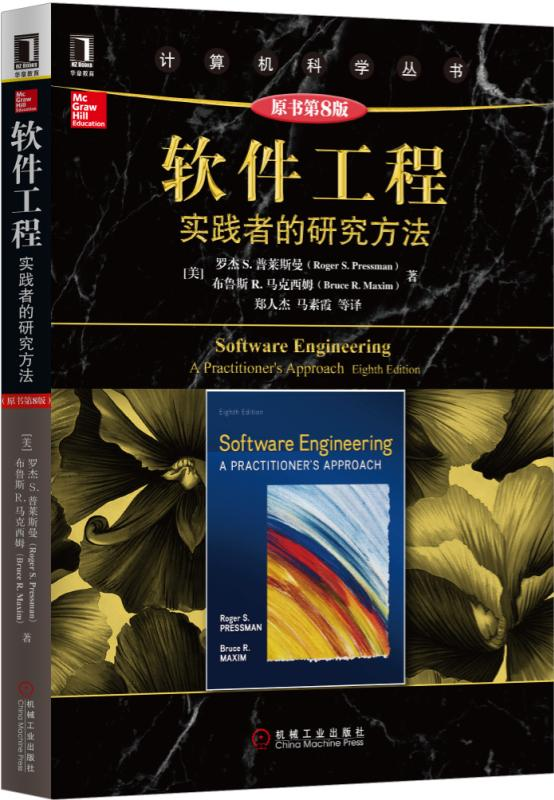 HZ BOOKS
华章教育
Mc
Graw
Hill
Education
软件工程
实践者的研究方法
(原书第8版)
[美]
罗杰 S. 普莱斯曼 (Roger S. Pressman)
布鲁斯 R. 马克西姆 (Bruce R. Maxim)
著
机械工业出版社
China Machine Press
HZ BOOKS
华章教育
计算机科学丛书
Mc
Graw
Hill
Education
原书第8版
软件工程
实践者的研究方法
[美] 罗杰 S. 普莱斯曼 (Roger S. Pressman) 著
布鲁斯 R. 马克西姆 (Bruce R. Maxim)
郑人杰 马素霞 等译
Software Engineering
A Practitioner's Approach Eighth Edition
Eighth Edition
Software Engineering
A PRACTITIONER'S APPROACH
Roger S.
PRESSMAN
Bruce R.
MAXIM
机械工业出版社
China Machine Press